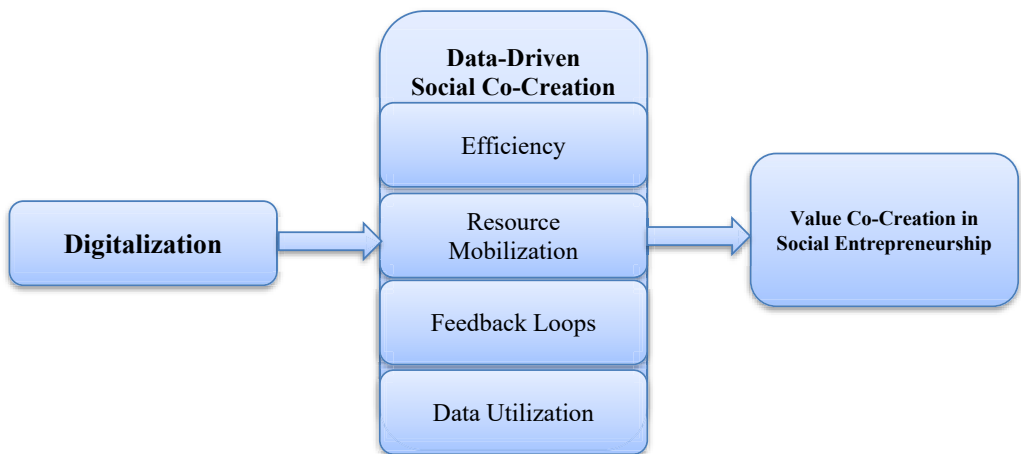 Data-Driven
Social Co-Creation
Efficiency
Digitalization
Resource
Mobilization
Value Co-Creation in
Social Entrepreneurship
Feedback Loops
Data Utilization